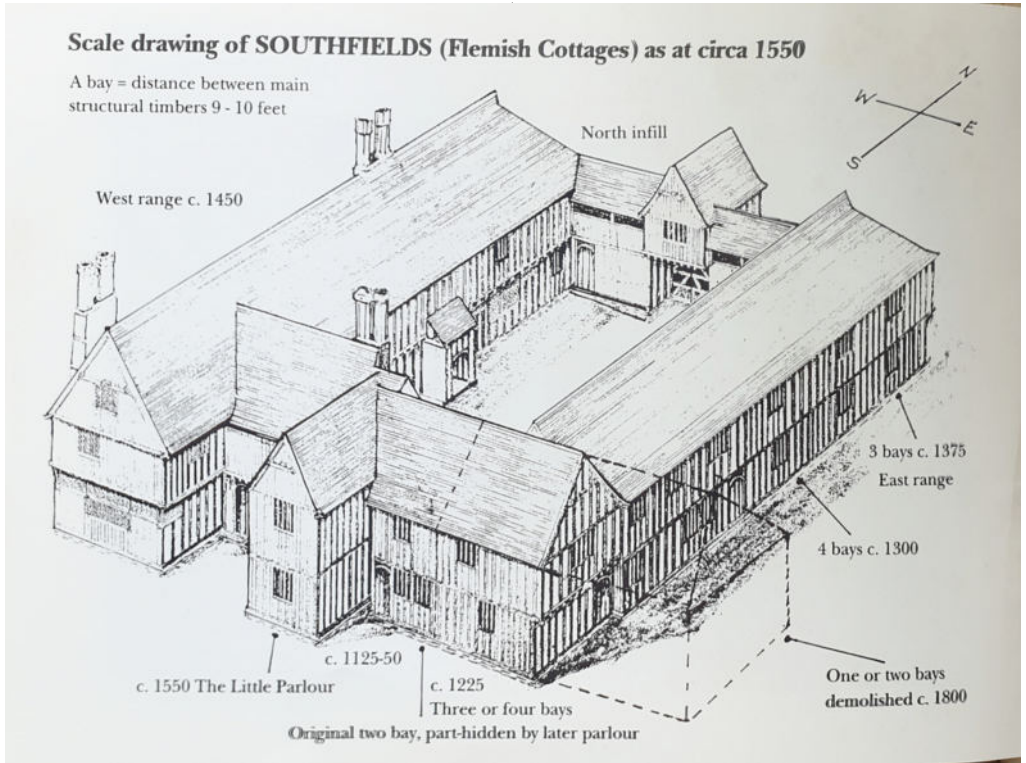 Scale drawing of SOUTHFIELDS (Flemish Cottages) as at circa 1550
A bay = distance between main
structural timbers 9 - 10 feet
N
W
E
S
North infill
West range c. 1450
3 bays c. 1375
East range
4 bays c. 1300
c. 1125-50
c. 1550 The Little Parlour
c. 1225
Three or four bays
Original two bay, part-hidden by later parlour
One or two bays
demolished c. 1800